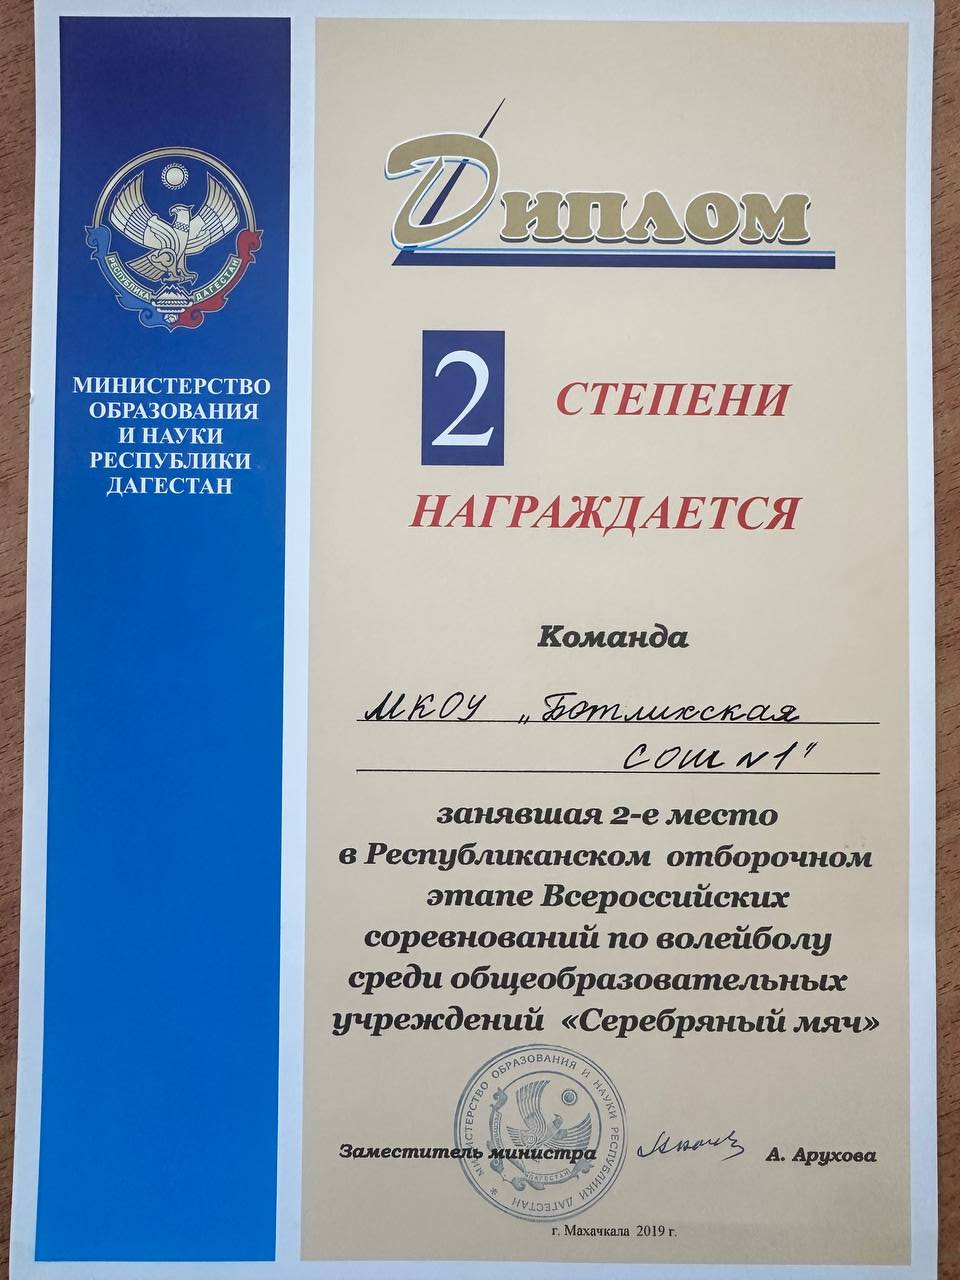 РЕСПУБЛИКА ДАГЕСТАН
МИНИСТЕРСТВО
ОБРАЗОВАНИЯ
И НАУКИ
РЕСПУБЛИКИ
ДАГЕСТАН
ДИПЛОМ
2 СТЕПЕНИ
НАГРАЖДАЕТСЯ
Команда
МКОУ „Ботлихская
СОШ N1"
занявшая 2-е место
в Республиканском отборочном
этапе Всероссийских
соревнований по волейболу
среди общеобразовательных
учреждений «Серебряный мяч»
МИНИСТЕРСТВО ОБРАЗОВАНИЯ И НАУКИ РЕСПУБЛИКИ ДАГЕСТАН *
Заместитель министра А. Арухова
г. Махачкала 2019 г.